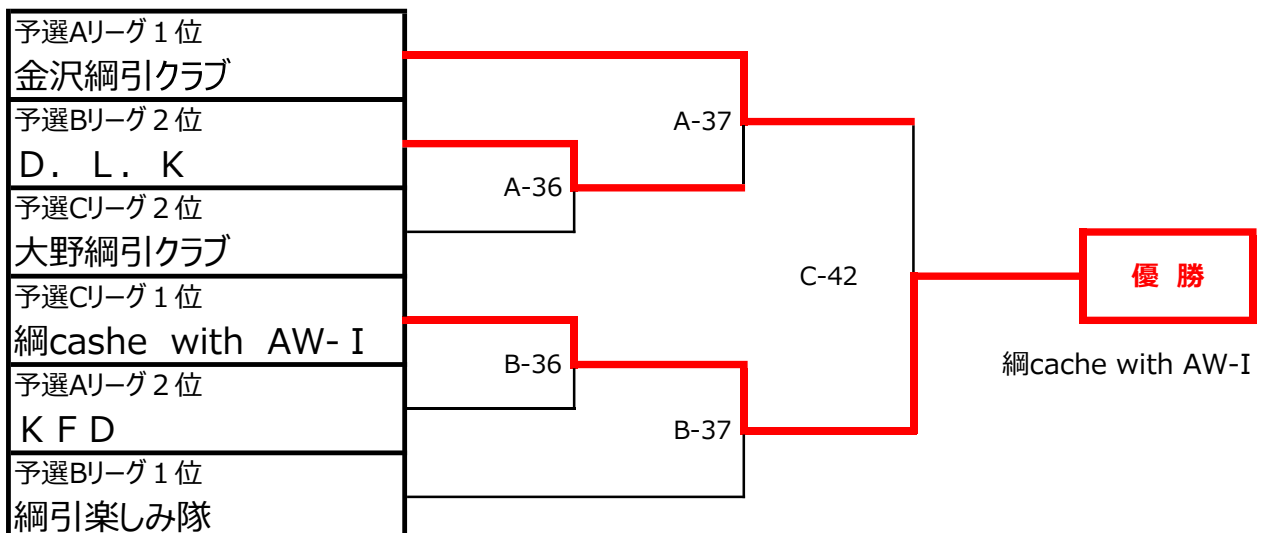 予選Aリーグ１位
金沢綱引クラブ
予選Bリーグ２位
Ｄ．Ｌ．Ｋ
予選Cリーグ２位
大野綱引クラブ
予選Cリーグ１位
綱cashe with AW-Ｉ
予選Aリーグ２位
ＫＦＤ
予選Bリーグ１位
綱引楽しみ隊
A-36
B-36
A-37
B-37
C-42
優 勝
綱cache with AW-I